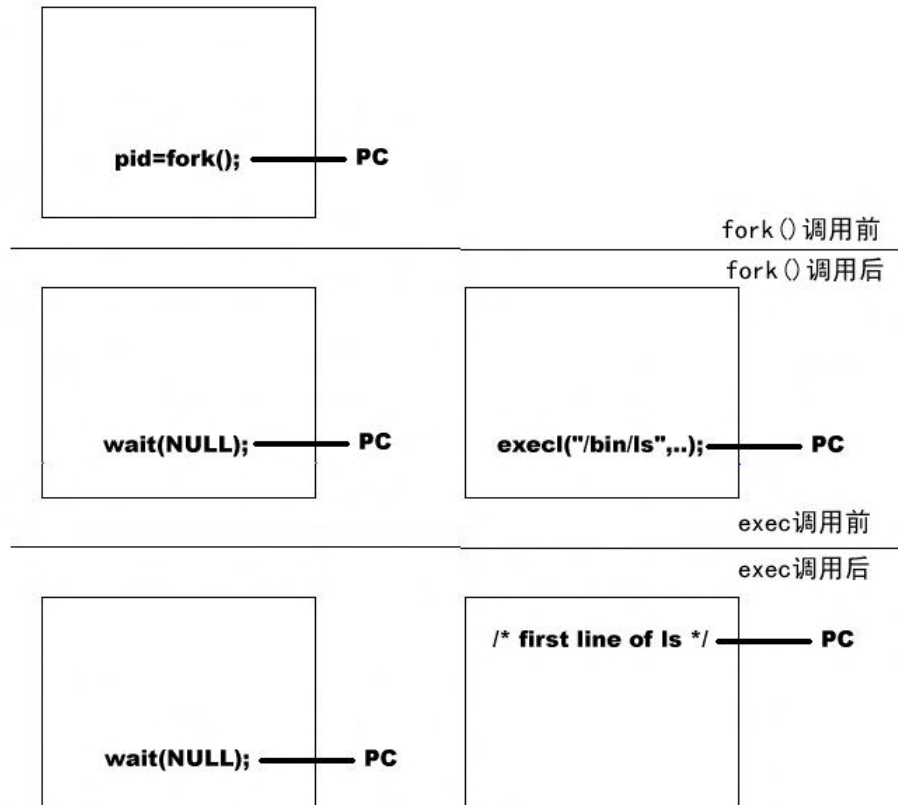 pid=fork(); PC
fork()调用前
fork()调用后
wait(NULL); PC
execl("/bin/ls",..); PC
exec调用前
exec调用后
/* first line of ls */ PC
wait(NULL); PC